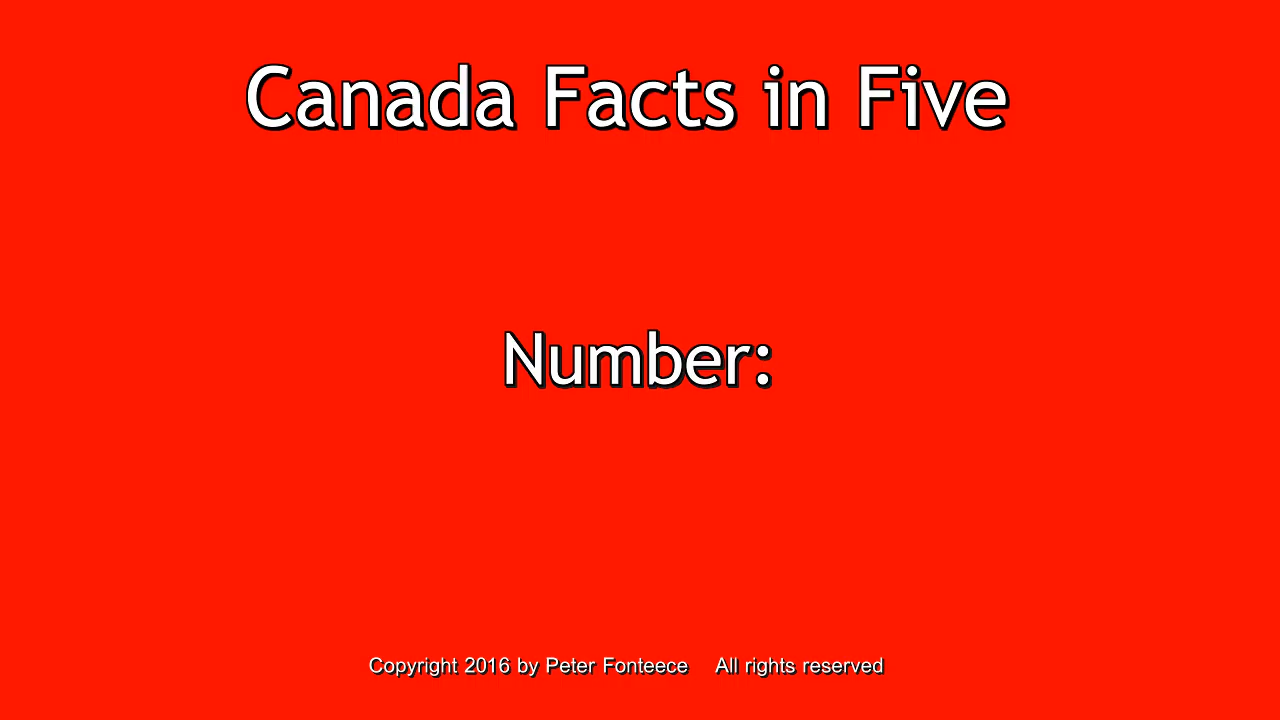 Canada Facts in Five
Number:
Copyright 2016 by Peter Fonteece All rights reserved